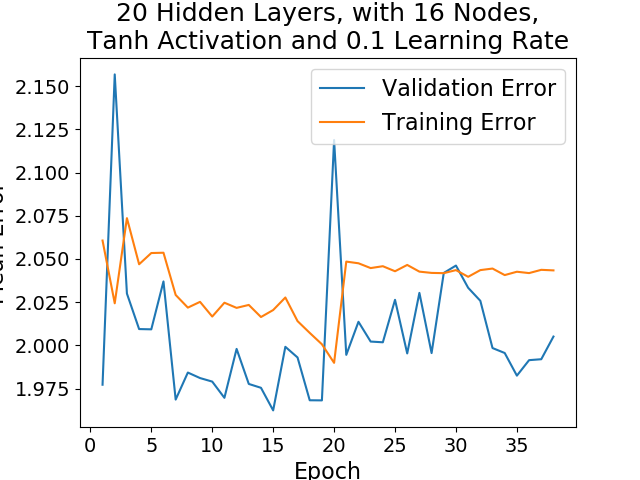 20 Hidden Layers, with 16 Nodes,
Tanh Activation and 0.1 Learning Rate
Validation Error
Training Error
2.150
2.125
2.100
2.075
2.050
2.025
2.000
1.975
0 5 10 15 20 25 30 35
Epoch